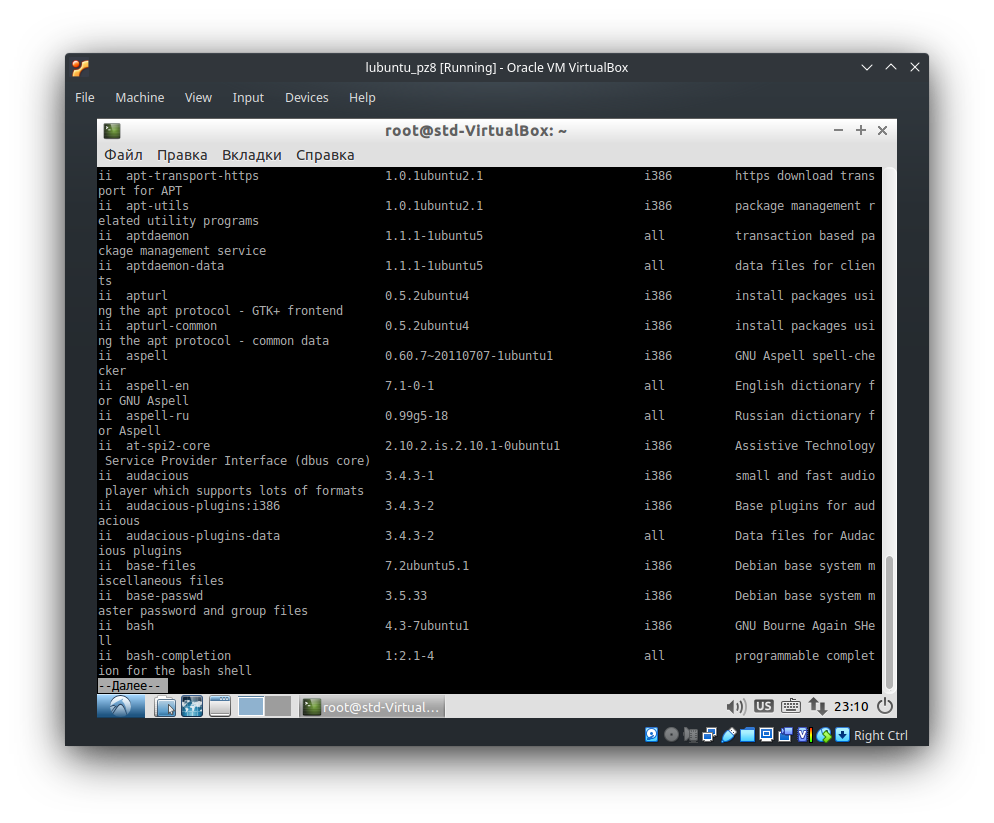 lubuntu_pz8 [Running] - Oracle VM VirtualBox
File Machine View Input Devices Help
root@std-VirtualBox: ~
Файл Правка Вкладки Справка
ii apt-transport-https 1.0.1ubuntu2.1 i386 https download trans
port for APT
ii apt-utils 1.0.1ubuntu2.1 i386 package management r
elated utility programs
ii aptdaemon 1.1.1-1ubuntu5 all transaction based pa
ckage management service
ii aptdaemon-data 1.1.1-1ubuntu5 all data files for clien
ts
ii apturl 0.5.2ubuntu4 i386 install packages usi
ng the apt protocol - GTK+ frontend
ii apturl-common 0.5.2ubuntu4 i386 install packages usi
ng the apt protocol - common data
ii aspell 0.60.7~20110707-1ubuntu1 i386 GNU Aspell spell-che
cker
ii aspell-en 7.1-0-1 all English dictionary f
or GNU Aspell
ii aspell-ru 0.99g5-18 all Russian dictionary f
or Aspell
ii at-spi2-core 2.10.2.is.2.10.1-0ubuntu1 i386 Assistive Technology
Service Provider Interface (dbus core)
ii audacious 3.4.3-1 i386 small and fast audio
player which supports lots of formats
ii audacious-plugins:i386 3.4.3-2 i386 Base plugins for aud
acious
ii audacious-plugins-data 3.4.3-2 all Data files for Audac
ious plugins
ii base-files 7.2ubuntu5.1 i386 Debian base system m
iscellaneous files
ii base-passwd 3.5.33 i386 Debian base system m
aster password and group files
ii bash 4.3-7ubuntu1 i386 GNU Bourne Again SHe
ll
ii bash-completion 1:2.1-4 all programmable complet
ion for the bash shell
--Далее--
root@std-Virtual... US 23:10
Right Ctrl